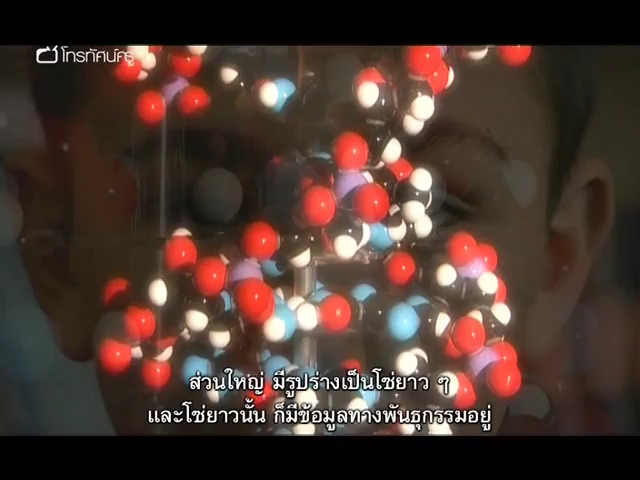 โทรทัศน์ครู
ส่วนใหญ่ มีรูปร่างเป็นโซ่ยาว ๆ
และโซ่ยาวนั้น ก็มีข้อมูลทางพันธุกรรมอยู่